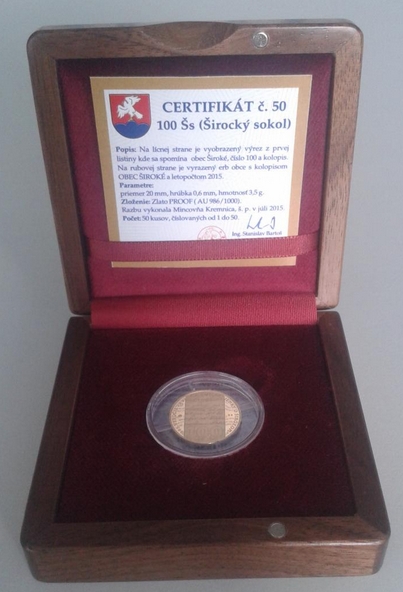 CERTIFIKÁT č. 50
100 Šs (Širocký sokol)
Popis: Na lícnej strane je vyobrazený výrez z prvej
listiny kde sa spomína obec Široké, číslo 100 a kolopis.
Na rubovej strane je vyrazený erb obce s kolopisom
OBEC ŠIROKÉ a letopočtom 2015.
Parametre:
priemer 20 mm, hrúbka 0,6 mm, hmotnosť 3,5 g.
Zloženie: Zlato PROOF ( AU 986 / 1000).
Razbu vykonala Mincovňa Kremnica, š. p. v júli 2015.
Počet: 50 kusov, číslovaných od 1 do 50.
Ing. Stanislav Bartoš